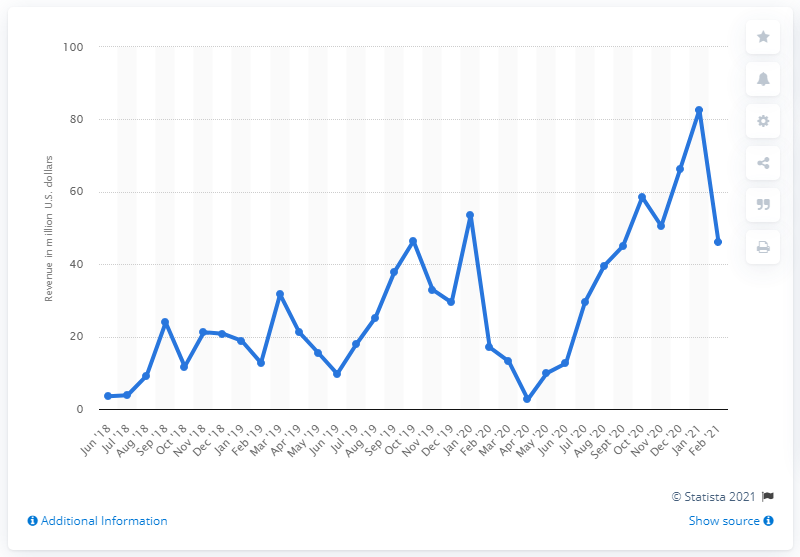 100
80
60
40
20
0
Revenue in million U.S. dollars
Jun '18
Jul '18
Aug '18
Sep '18
Oct '18
Nov '18
Dec '18
Jan '19
Feb '19
Mar '19
Apr '19
May '19
Jun '19
Jul '19
Aug '19
Sep '19
Oct '19
Nov '19
Dec '19
Jan '20
Feb '20
Mar '20
Apr '20
May '20
Jun '20
Jul '20
Aug '20
Sept '20
Oct '20
Nov '20
Dec '20
Jan '21
Feb '21
© Statista 2021
Additional Information
Show source